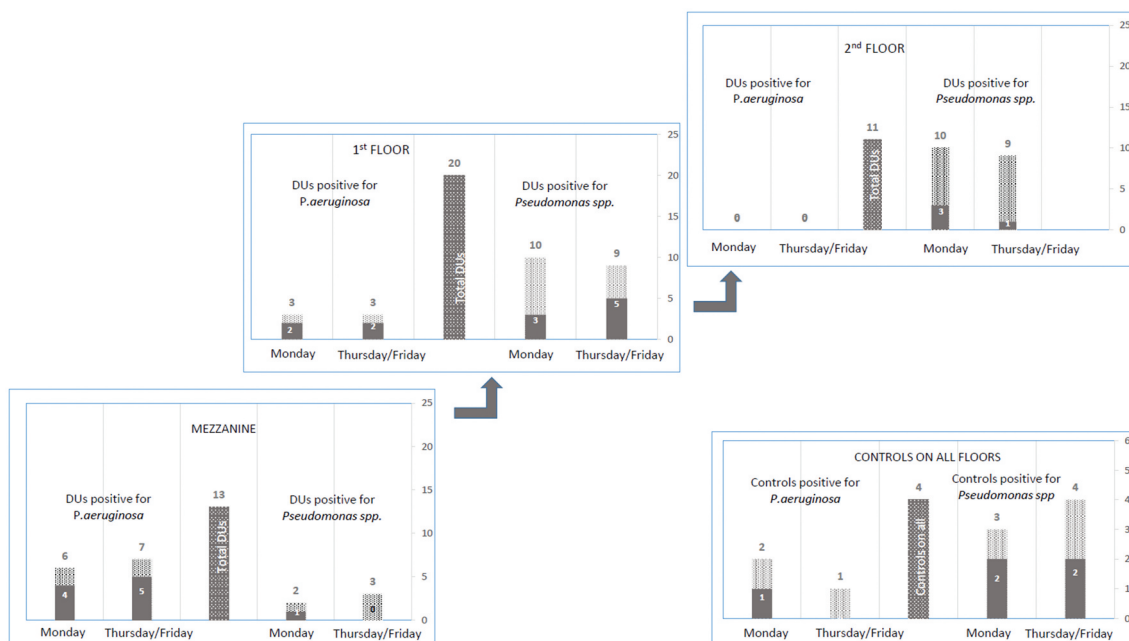 2nd FLOOR
DUs positive for
P.aeruginosa
DUs positive for
Pseudomonas spp.
25
20
15
10
5
0
0
0
11
Total DUs
10
3
9
1
Monday
Thursday/Friday
Monday
Thursday/Friday
1st FLOOR
DUs positive for
P.aeruginosa
DUs positive for
Pseudomonas spp.
25
20
15
10
5
0
3
2
3
2
20
Total DUs
10
3
9
5
Monday
Thursday/Friday
Monday
Thursday/Friday
MEZZANINE
DUs positive for
P.aeruginosa
DUs positive for
Pseudomonas spp.
25
20
15
10
5
0
6
4
7
5
13
Total DUs
2
1
3
0
Monday
Thursday/Friday
Monday
Thursday/Friday
CONTROLS ON ALL FLOORS
Controls positive for
P.aeruginosa
Controls positive for
Pseudomonas spp
6
5
4
3
2
1
0
2
1
1
4
Controls on all
3
2
4
2
Monday
Thursday/Friday
Monday
Thursday/Friday